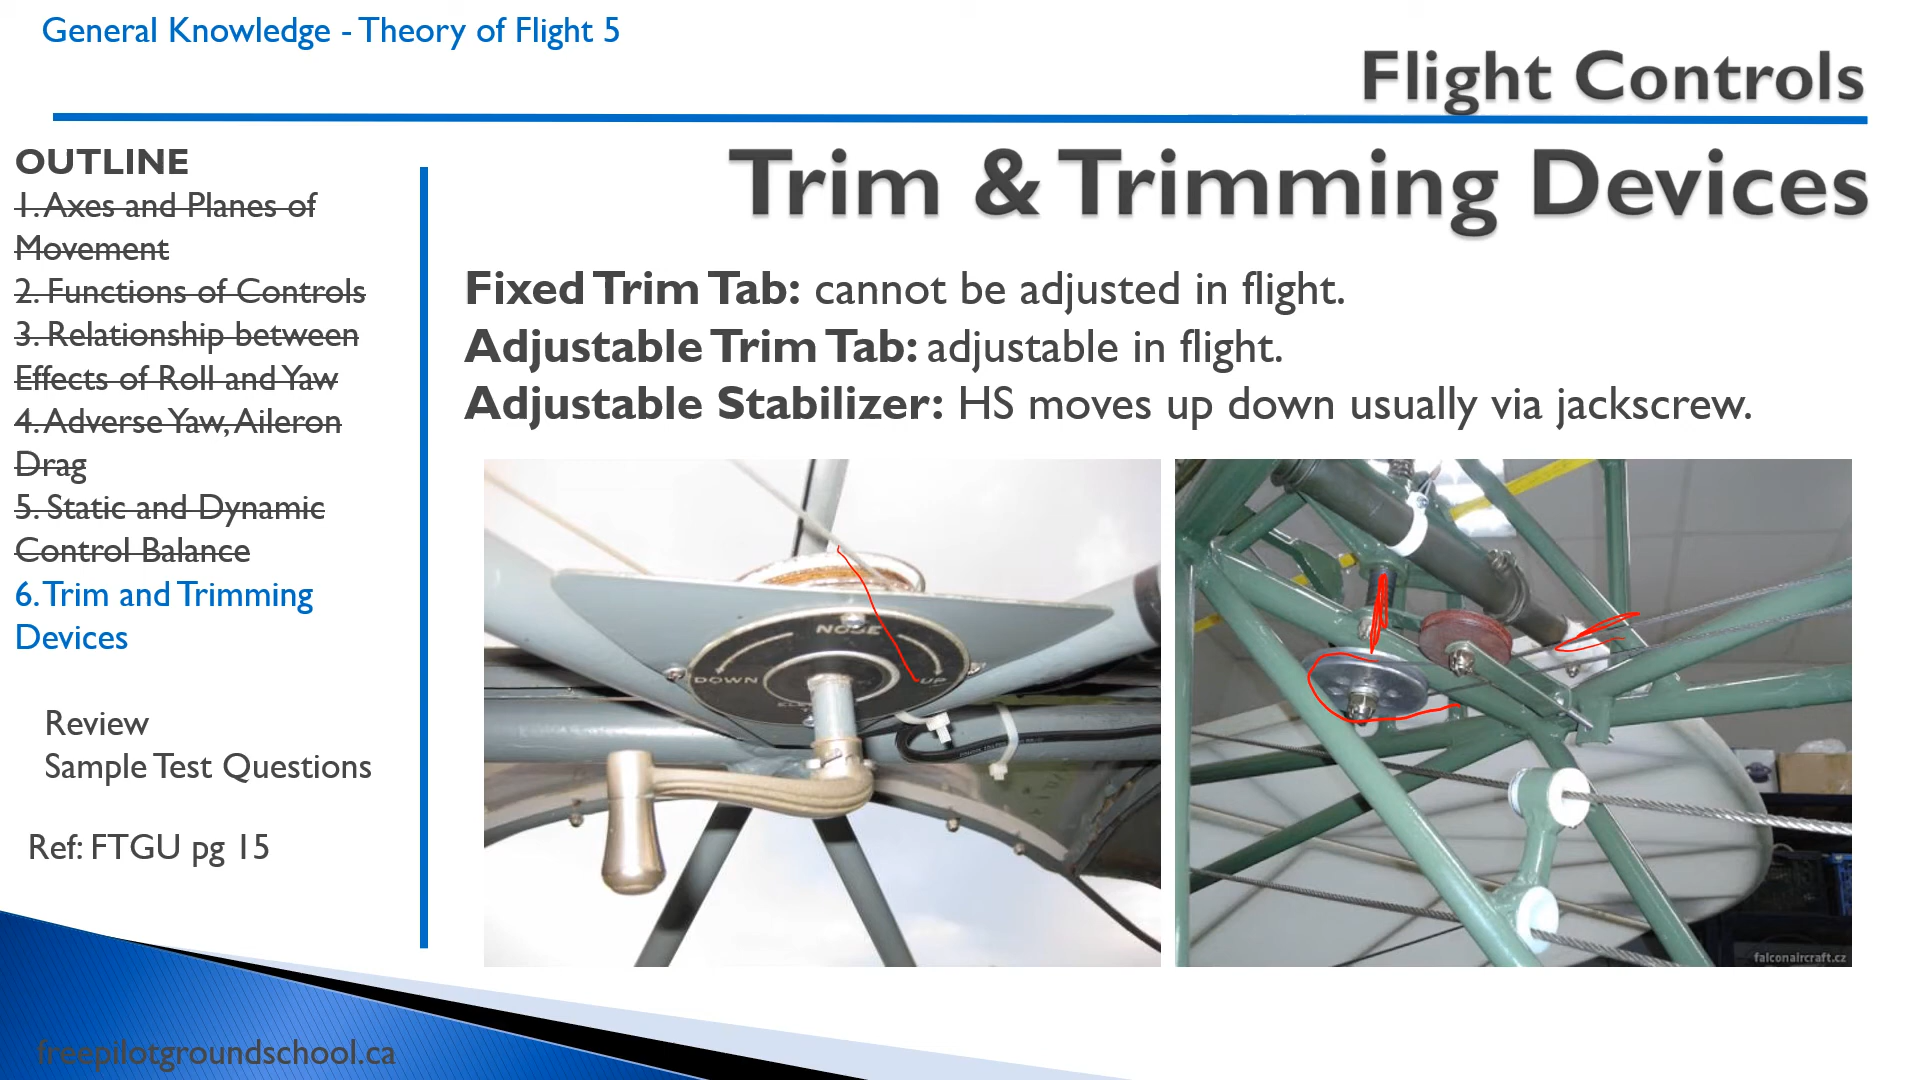 General Knowledge - Theory of Flight 5
Flight Controls
Trim & Trimming Devices
OUTLINE
1. Axes and Planes of
Movement
2. Functions of Controls
3. Relationship between
Effects of Roll and Yaw
4. Adverse Yaw, Aileron
Drag
5. Static and Dynamic
Control Balance
6. Trim and Trimming
Devices
Review
Sample Test Questions
Ref: FTGU pg 15
Fixed Trim Tab: cannot be adjusted in flight.
Adjustable Trim Tab: adjustable in flight.
Adjustable Stabilizer: HS moves up down usually via jackscrew.
NOSE
DOWN
UP
falconaircraft.cz
freepilotgroundschool.ca